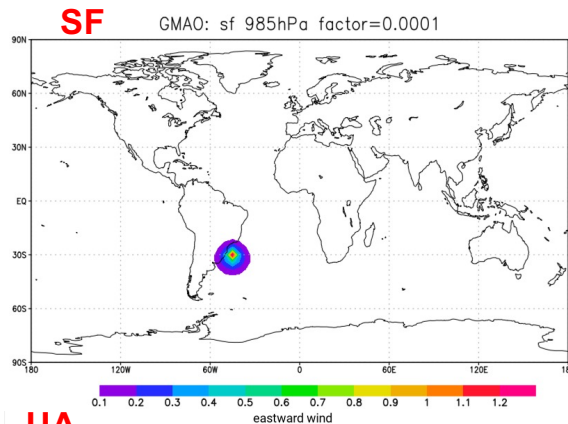 SF
GMAO: sf 985hPa factor=0.0001
90N
60N
30N
EQ
30S
60S
90S
180 120W 60W 0 60E 120E 180
0.1 0.2 0.3 0.4 0.5 0.6 0.7 0.8 0.9 1 1.1 1.2
eastward wind
UA